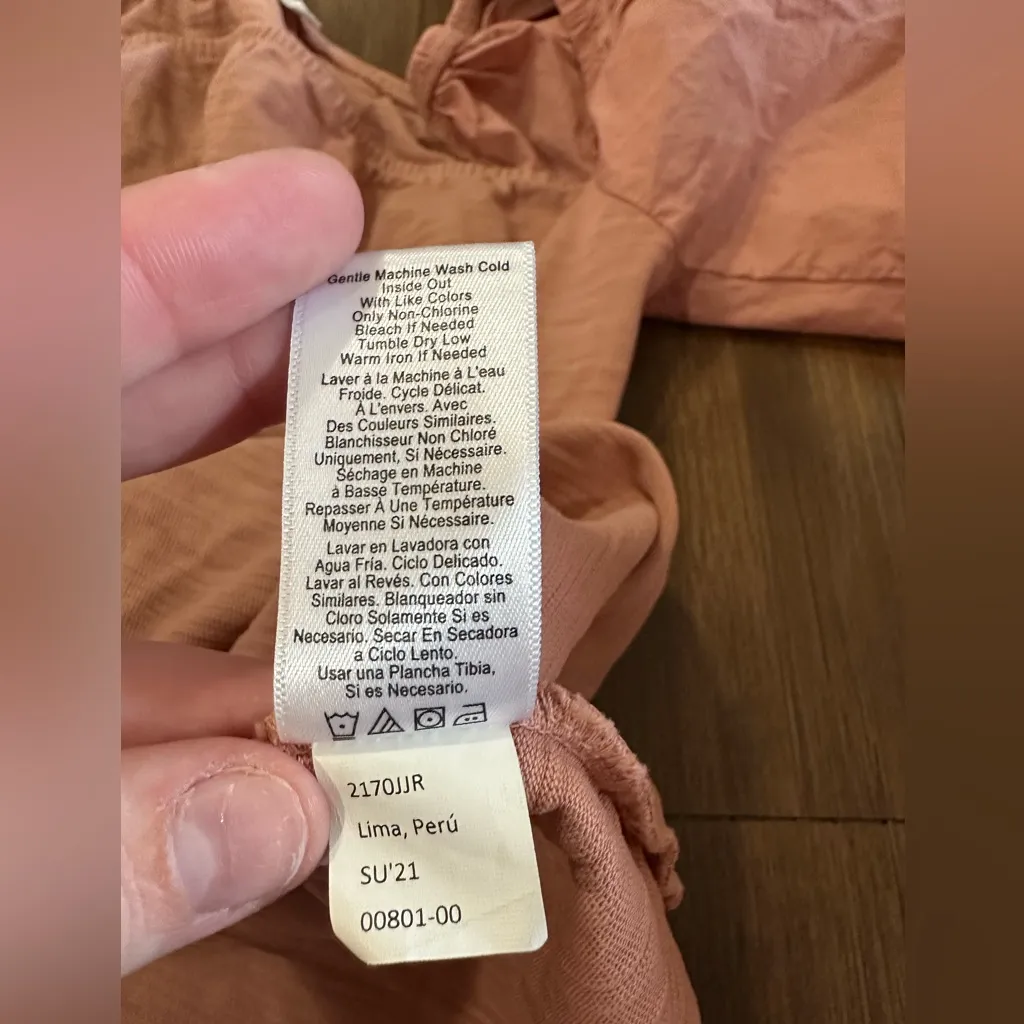 Gentle Machine Wash Cold
Inside Out
With Like Colors
Only Non-Chlorine
Bleach If Needed
Tumble Dry Low
Warm Iron If Needed
Laver à la Machine à L'eau
Froide. Cycle Délicat.
À L'envers. Avec
Des Couleurs Similaires.
Blanchisseur Non Chloré
Uniquement, Si Nécessaire.
Séchage en Machine
à Basse Température.
Repasser À Une Température
Moyenne Si Nécessaire.
Lavar en Lavadora con
Agua Fría. Ciclo Delicado.
Lavar al Revés. Con Colores
Similares. Blanqueador sin
Cloro Solamente Si es
Necesario. Secar En Secadora
a Ciclo Lento.
Usar una Plancha Tibia,
Si es Necesario.
2170JJR
Lima, Perú
SU'21
00801-00